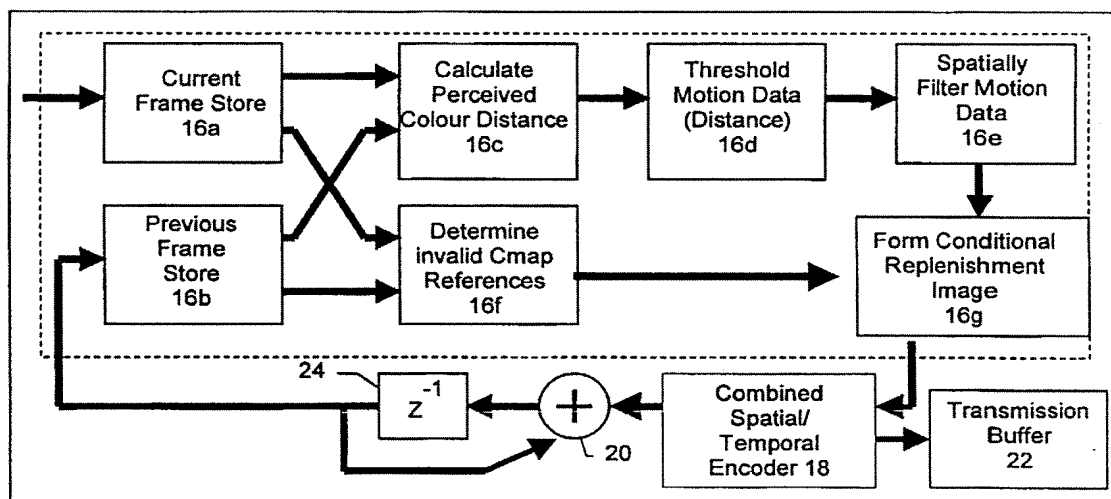 Current
Frame Store
16a
Calculate
Perceived
Colour Distance
16c
Threshold
Motion Data
(Distance)
16d
Spatially
Filter Motion
Data
16e
Previous
Frame
Store
16b
Determine
invalid Cmap
References
16f
Form Conditional
Replenishment
Image
16g
24
z⁻¹
+
20
Combined
Spatial/
Temporal
Encoder 18
Transmission
Buffer
22